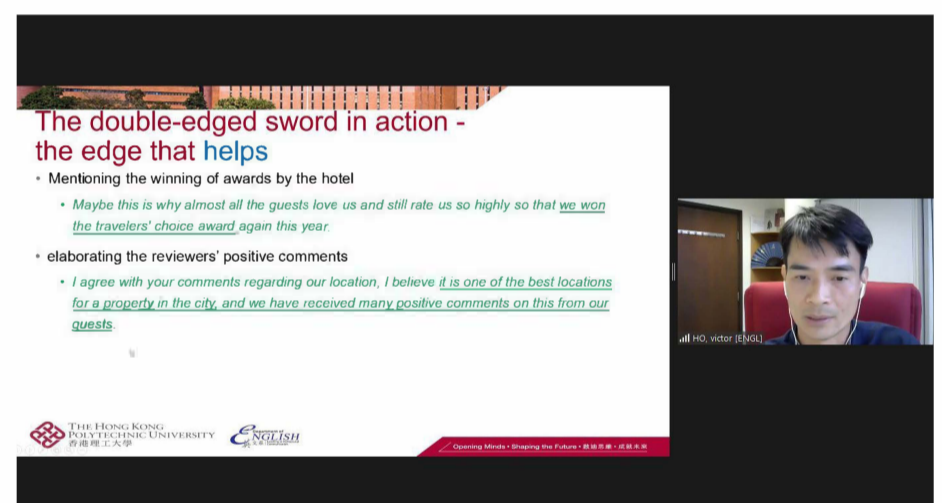 The double-edged sword in action -
the edge that helps
• Mentioning the winning of awards by the hotel
• Maybe this is why almost all the guests love us and still rate us so highly so that we won
the travelers' choice award again this year.
• elaborating the reviewers' positive comments
• I agree with your comments regarding our location, I believe it is one of the best locations
for a property in the city, and we have received many positive comments on this from our
guests.
HO, victor [ENGL]
THE HONG KONG
POLYTECHNIC UNIVERSITY
香港理工大學
Department of
ENGLISH
Opening Minds • Shaping the Future • 啟迪思維 • 成就未來